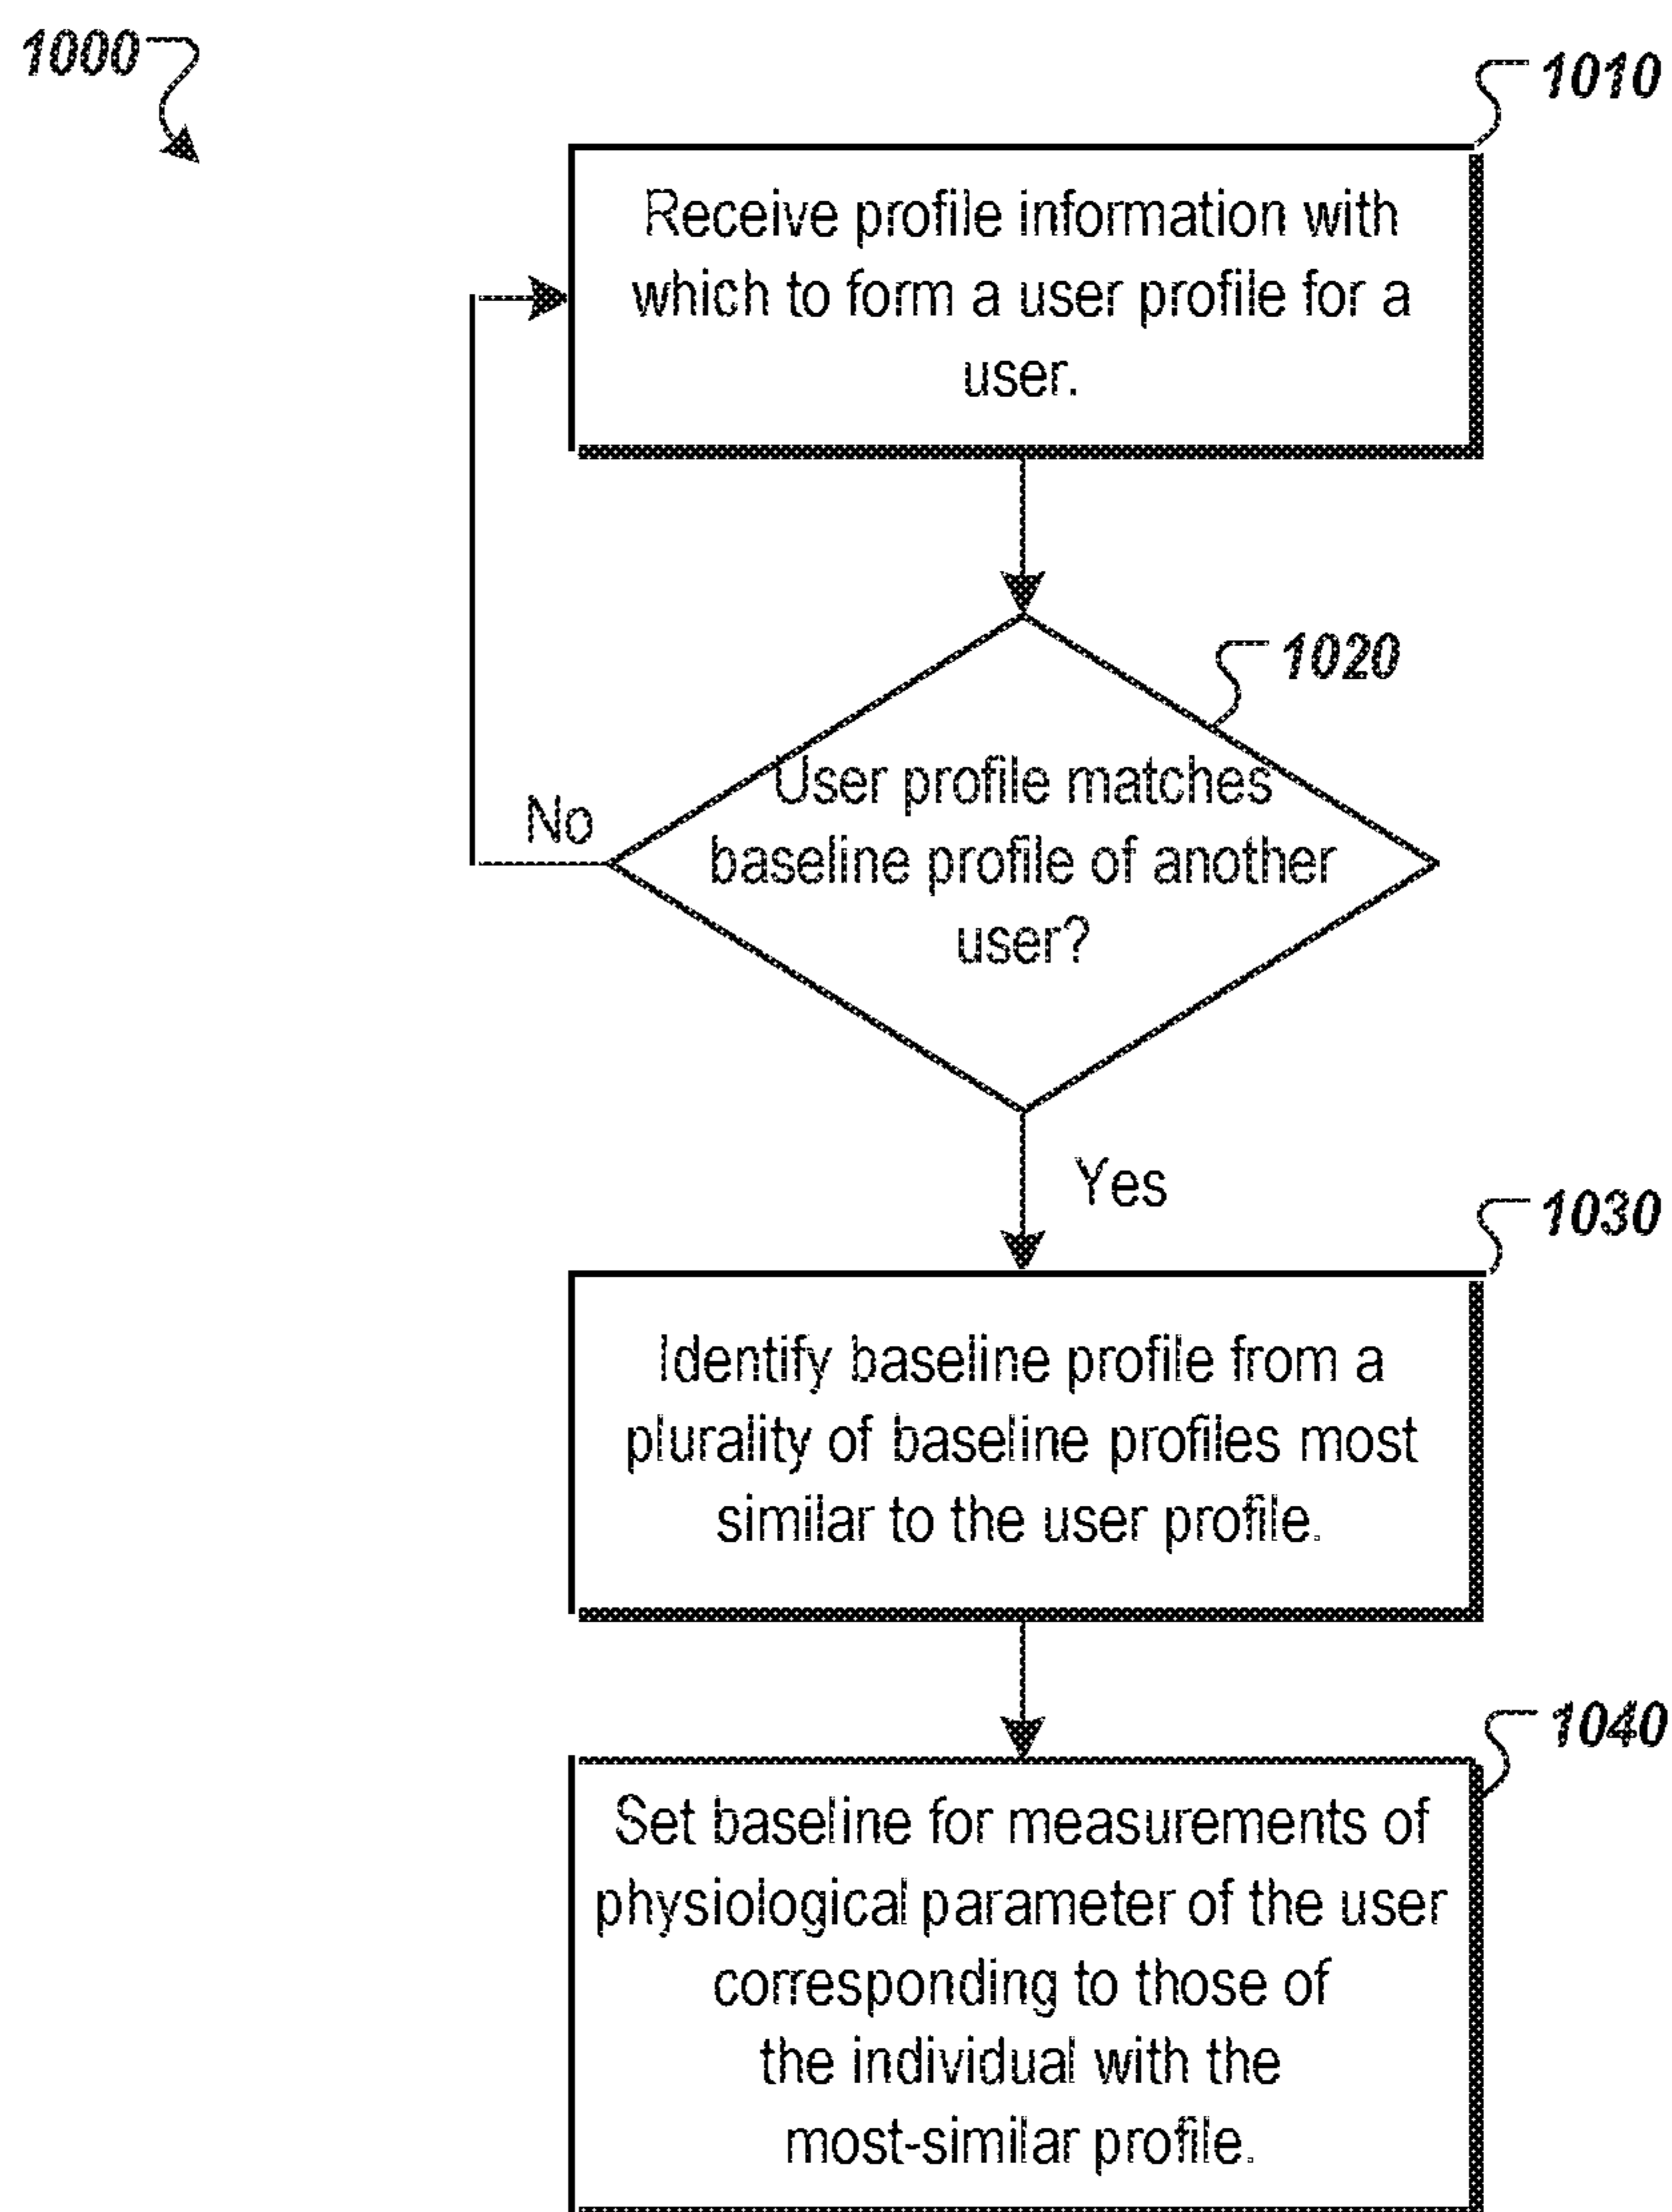 1000
1010
Receive profile information with
which to form a user profile for a
user.
1020
User profile matches
baseline profile of another
user?
No
Yes
1030
Identify baseline profile from a
plurality of baseline profiles most
similar to the user profile.
1040
Set baseline for measurements of
physiological parameter of the user
corresponding to those of
the individual with the
most-similar profile.